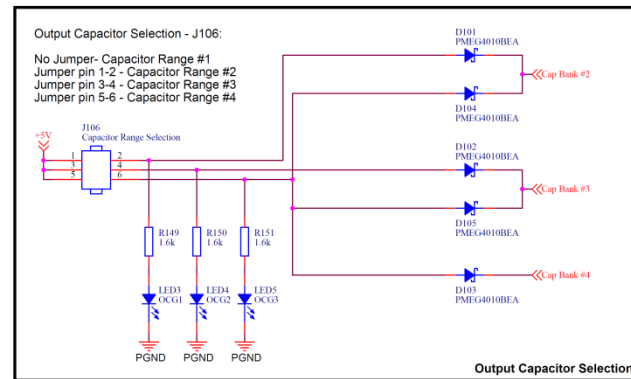 Output Capacitor Selection - J106:
No Jumper- Capacitor Range #1
Jumper pin 1-2 - Capacitor Range #2
Jumper pin 3-4 - Capacitor Range #3
Jumper pin 5-6 - Capacitor Range #4
D101
PMEG4010BEA
Cap Bank #2
D104
PMEG4010BEA
+5V
J106
Capacitor Range Selection
1 2
3 4
5 6
D102
PMEG4010BEA
Cap Bank #3
D105
PMEG4010BEA
R149
1.6k
R150
1.6k
R151
1.6k
Cap Bank #4
D103
PMEG4010BEA
LED3
OCG1
LED4
OCG2
LED5
OCG3
PGND PGND PGND
Output Capacitor Selection